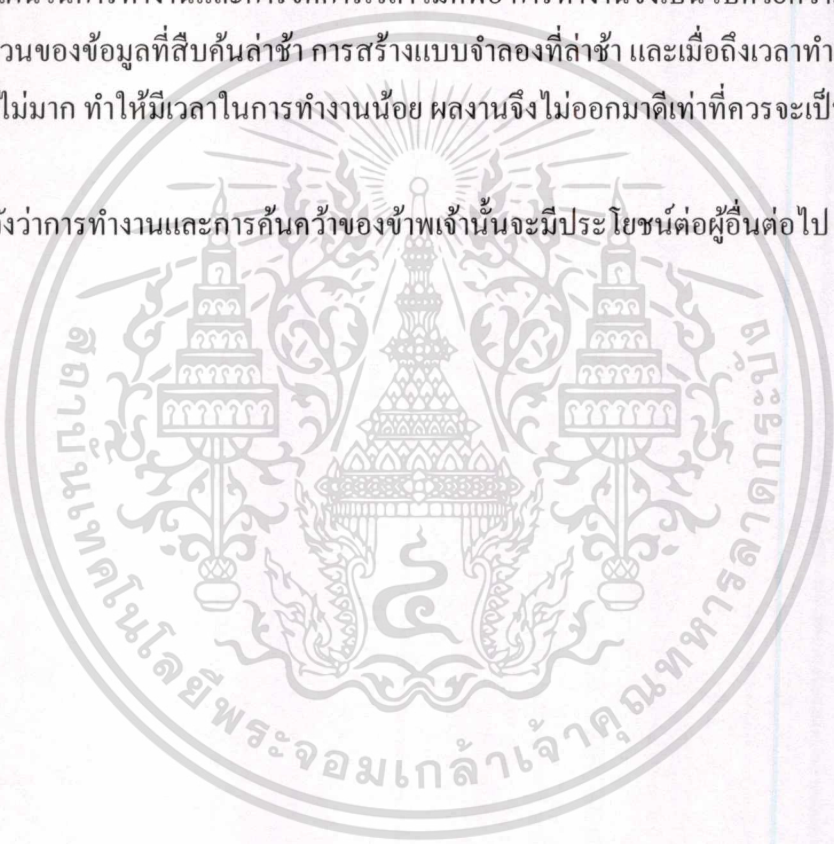 วนของข้อมูลที่สืบค้นล่าช้า การสร้างแบบจำลองที่ล่าช้า และเมื่อถึงเวลาทำ
ไม่มาก ทำให้มีเวลาในการทำงานน้อย ผลงานจึงไม่ออกมาดีเท่าที่ควรจะเป็
ังว่าการทำงานและการค้นคว้าของข้าพเจ้านั้นจะมีประโยชน์ต่อผู้อื่นต่อไป
สถาบันเทคโนโลยีพระจอมเกล้าเจ้าคุณทหารลาดกระบัง